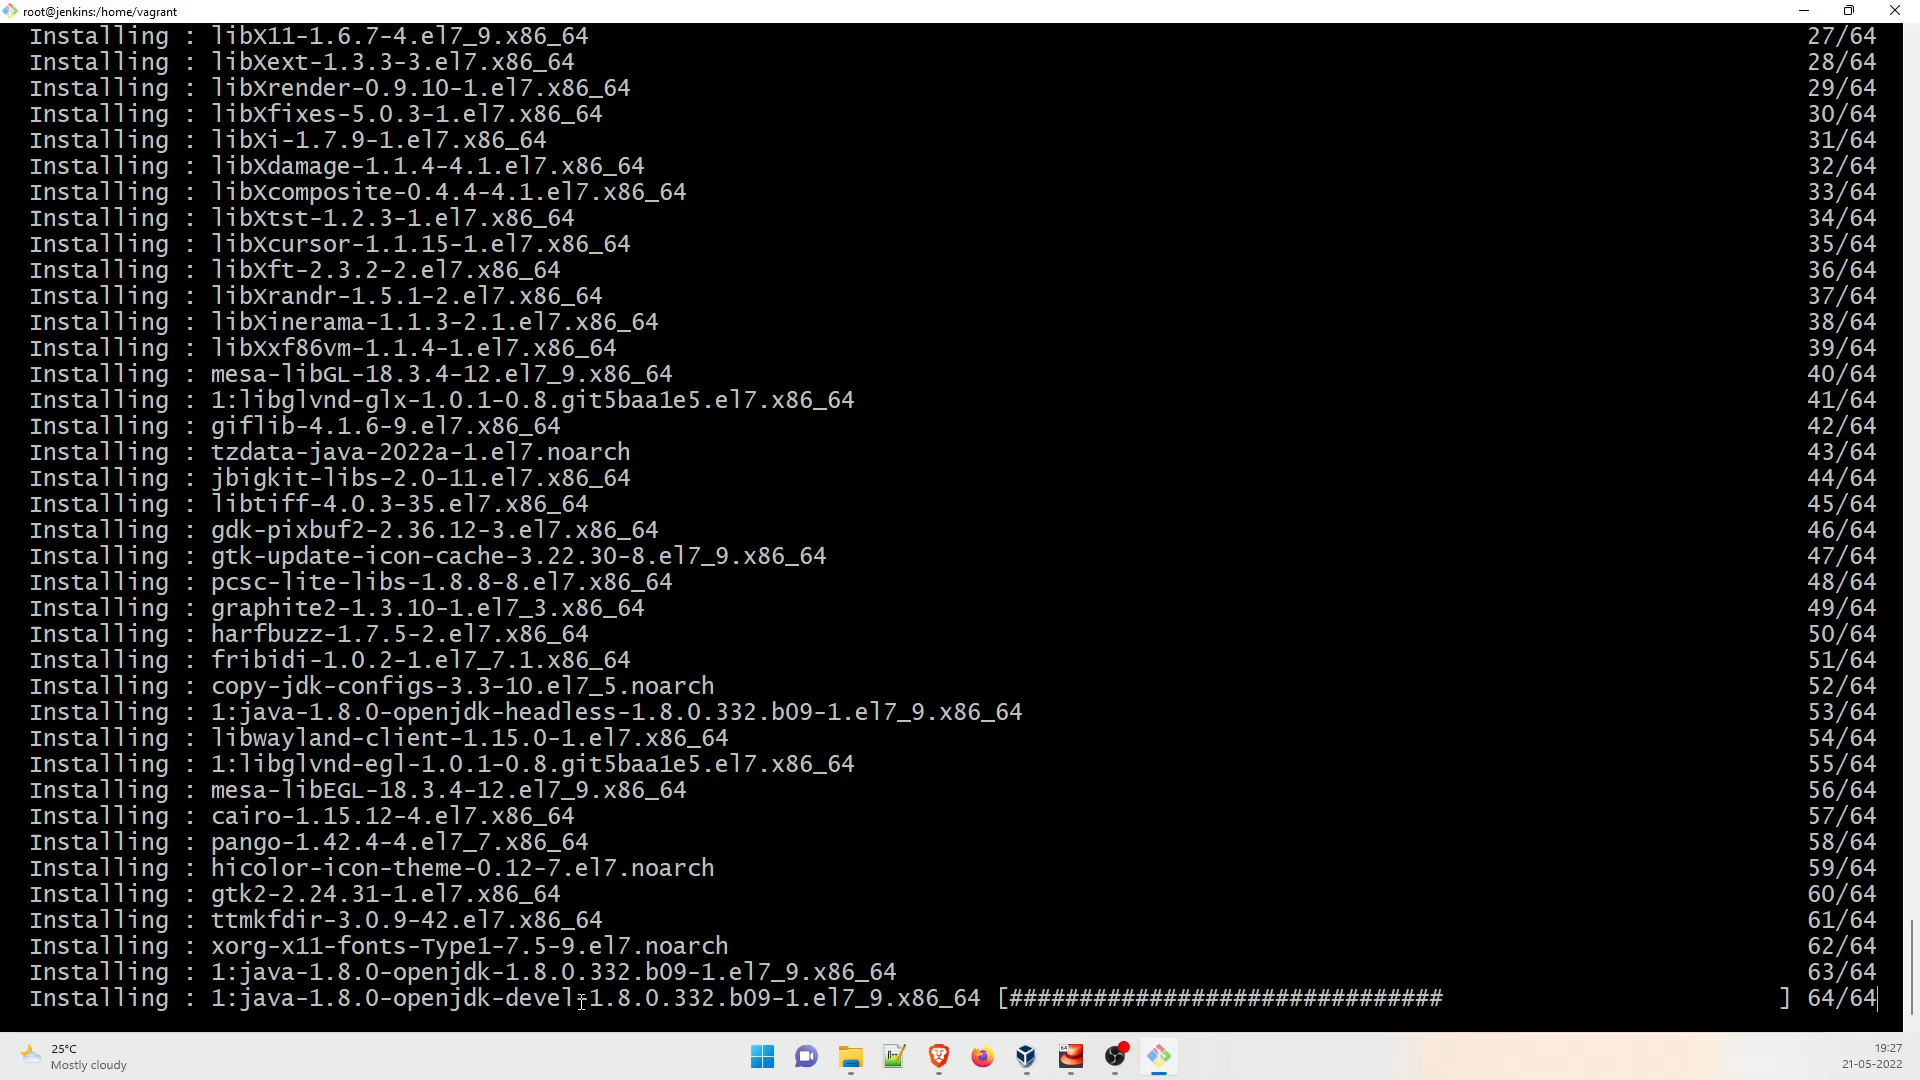 root@jenkins:/home/vagrant
Installing : libX11-1.6.7-4.el7_9.x86_64 27/64
Installing : libXext-1.3.3-3.el7.x86_64 28/64
Installing : libXrender-0.9.10-1.el7.x86_64 29/64
Installing : libXfixes-5.0.3-1.el7.x86_64 30/64
Installing : libXi-1.7.9-1.el7.x86_64 31/64
Installing : libXdamage-1.1.4-4.1.el7.x86_64 32/64
Installing : libXcomposite-0.4.4-4.1.el7.x86_64 33/64
Installing : libXtst-1.2.3-1.el7.x86_64 34/64
Installing : libXcursor-1.1.15-1.el7.x86_64 35/64
Installing : libXft-2.3.2-2.el7.x86_64 36/64
Installing : libXrandr-1.5.1-2.el7.x86_64 37/64
Installing : libXinerama-1.1.3-2.1.el7.x86_64 38/64
Installing : libXxf86vm-1.1.4-1.el7.x86_64 39/64
Installing : mesa-libGL-18.3.4-12.el7_9.x86_64 40/64
Installing : 1:libglvnd-glx-1.0.1-0.8.git5baa1e5.el7.x86_64 41/64
Installing : giflib-4.1.6-9.el7.x86_64 42/64
Installing : tzdata-java-2022a-1.el7.noarch 43/64
Installing : jbigkit-libs-2.0-11.el7.x86_64 44/64
Installing : libtiff-4.0.3-35.el7.x86_64 45/64
Installing : gdk-pixbuf2-2.36.12-3.el7.x86_64 46/64
Installing : gtk-update-icon-cache-3.22.30-8.el7_9.x86_64 47/64
Installing : pcsc-lite-libs-1.8.8-8.el7.x86_64 48/64
Installing : graphite2-1.3.10-1.el7_3.x86_64 49/64
Installing : harfbuzz-1.7.5-2.el7.x86_64 50/64
Installing : fribidi-1.0.2-1.el7_7.1.x86_64 51/64
Installing : copy-jdk-configs-3.3-10.el7_5.noarch 52/64
Installing : 1:java-1.8.0-openjdk-headless-1.8.0.332.b09-1.el7_9.x86_64 53/64
Installing : libwayland-client-1.15.0-1.el7.x86_64 54/64
Installing : 1:libglvnd-egl-1.0.1-0.8.git5baa1e5.el7.x86_64 55/64
Installing : mesa-libEGL-18.3.4-12.el7_9.x86_64 56/64
Installing : cairo-1.15.12-4.el7.x86_64 57/64
Installing : pango-1.42.4-4.el7_7.x86_64 58/64
Installing : hicolor-icon-theme-0.12-7.el7.noarch 59/64
Installing : gtk2-2.24.31-1.el7.x86_64 60/64
Installing : ttmkfdir-3.0.9-42.el7.x86_64 61/64
Installing : xorg-x11-fonts-Type1-7.5-9.el7.noarch 62/64
Installing : 1:java-1.8.0-openjdk-1.8.0.332.b09-1.el7_9.x86_64 63/64
Installing : 1:java-1.8.0-openjdk-devel-1.8.0.332.b09-1.el7_9.x86_64 [############################### ] 64/64
25°C
Mostly cloudy
19:27
21-05-2022